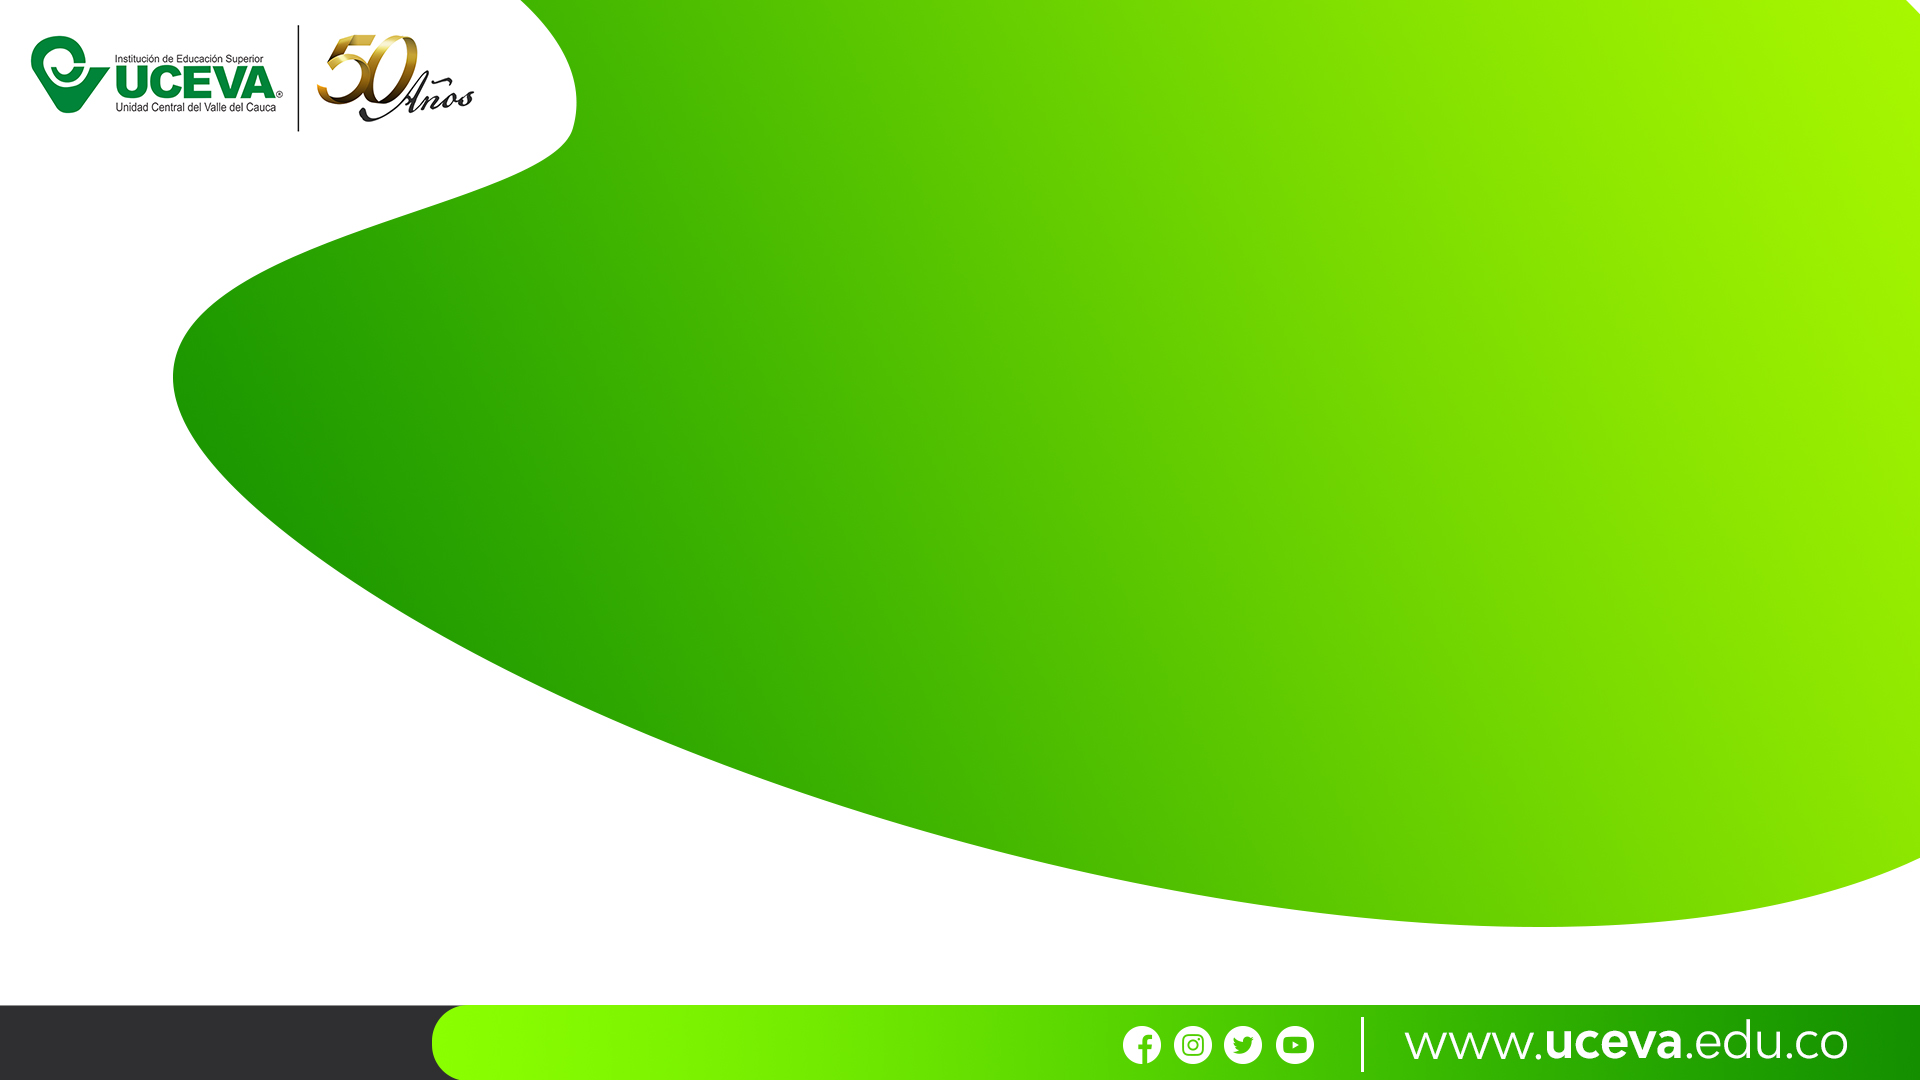 Institución de Educación Superior
UCEVA®
Unidad Central del Valle del Cauca
50 Años
www.uceva.edu.co